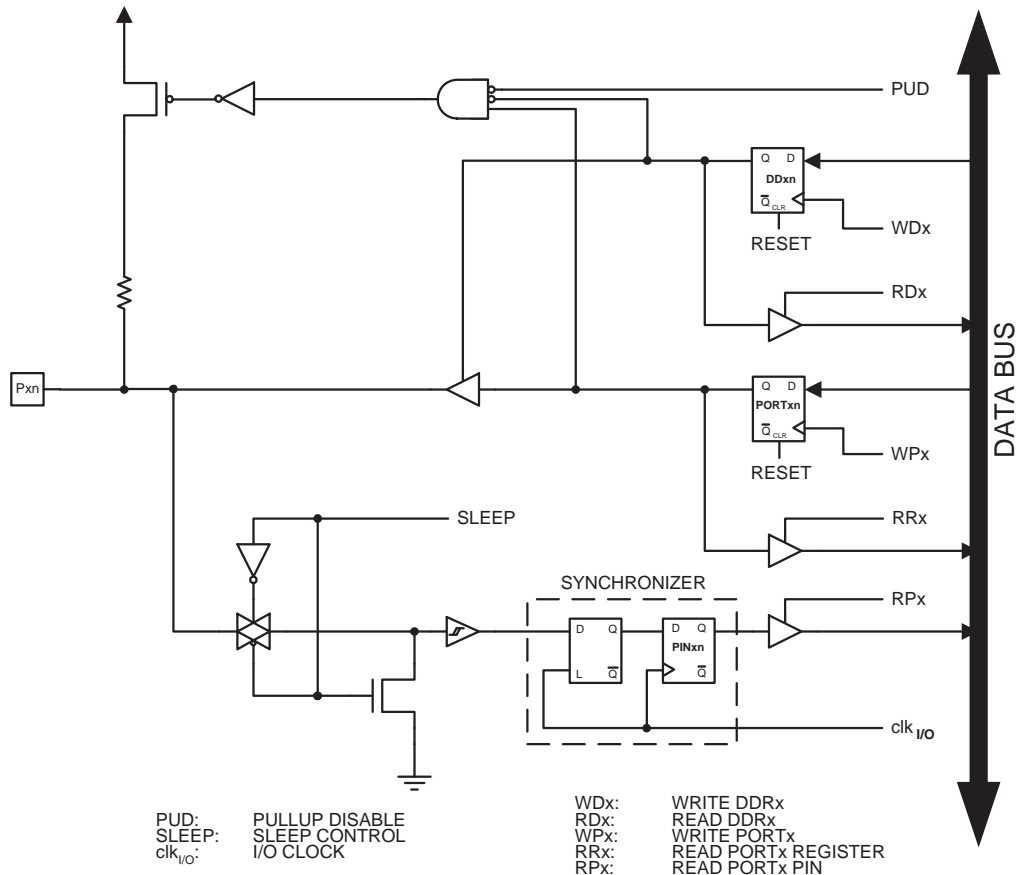 PUD
Q D
DDxn
Q CLR
WDx
RESET
RDx
DATA BUS
Pxn
Q D
PORTxn
Q CLR
WPx
RESET
RRx
SLEEP
SYNCHRONIZER
RPx
D Q
L Q
D Q
PINxn
Q
clk I/O
PUD: PULLUP DISABLE
SLEEP: SLEEP CONTROL
clk I/O: I/O CLOCK
WDx: WRITE DDRx
RDx: READ DDRx
WPx: WRITE PORTx
RRx: READ PORTx REGISTER
RPx: READ PORTx PIN